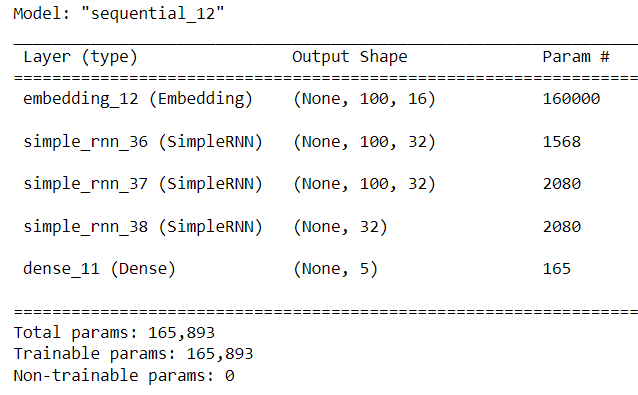 Model: "sequential_12"
_________________________________________________________________
Layer (type) Output Shape Param #
=================================================================
embedding_12 (Embedding) (None, 100, 16) 160000
simple_rnn_36 (SimpleRNN) (None, 100, 32) 1568
simple_rnn_37 (SimpleRNN) (None, 100, 32) 2080
simple_rnn_38 (SimpleRNN) (None, 32) 2080
dense_11 (Dense) (None, 5) 165
=================================================================
Total params: 165,893
Trainable params: 165,893
Non-trainable params: 0